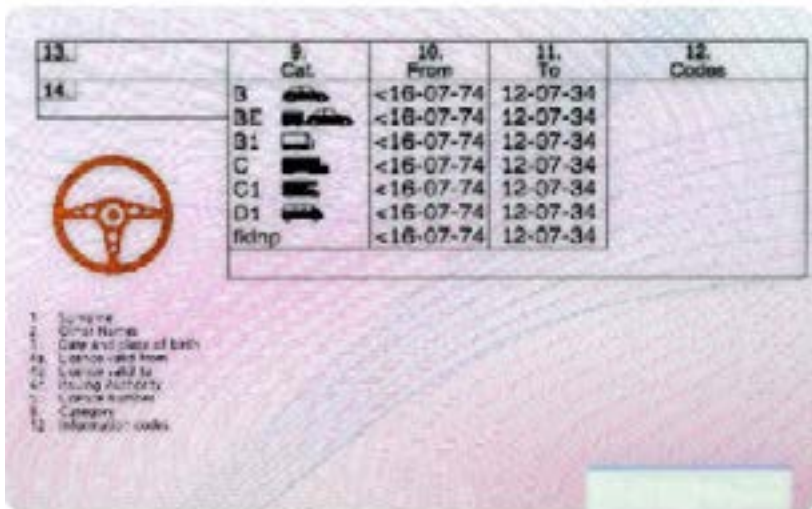 13.
14.
9. 10. 11. 12.
Cat. From To Codes
B <16-07-74 12-07-34
BE <16-07-74 12-07-34
B1 <16-07-74 12-07-34
C <16-07-74 12-07-34
C1 <16-07-74 12-07-34
D1 <16-07-74 12-07-34
fklnp <16-07-74 12-07-34
1. Surname
2. Other Names
3. Date and place of birth
4a. Licence valid from
4b. Licence valid to
4c. Issuing Authority
5. Licence number
9. Category
12. Information codes